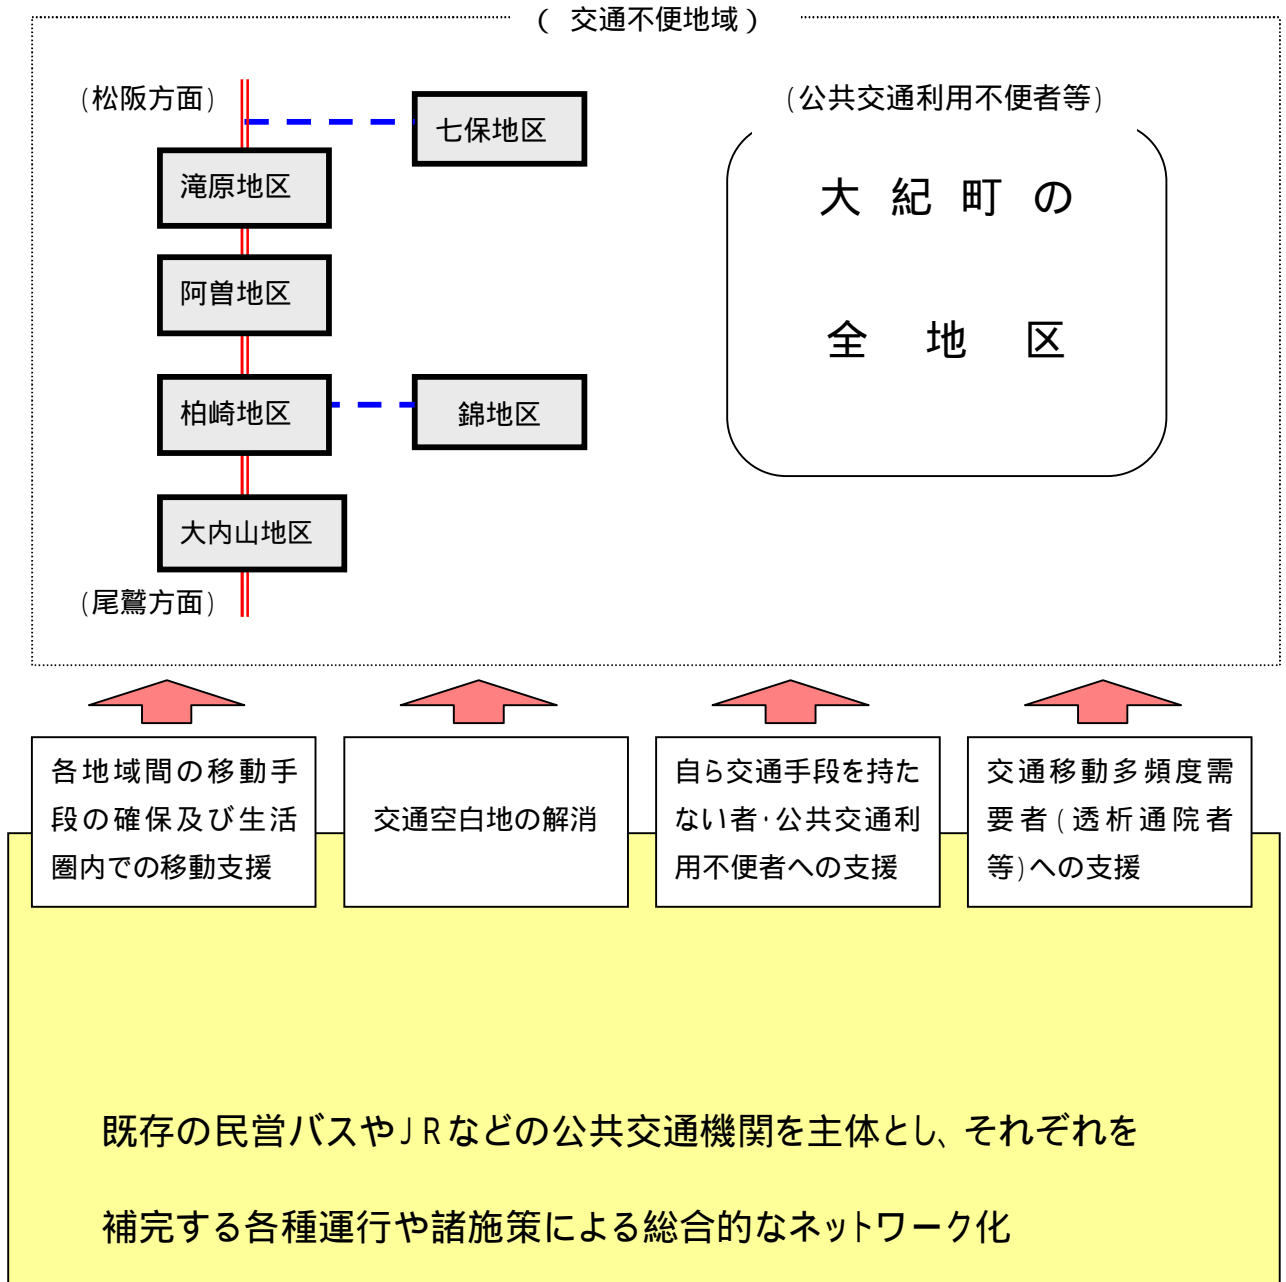 ( 交通不便地域 )
(松阪方面)
七保地区
滝原地区
阿曽地区
柏崎地区
錦地区
大内山地区
(尾鷲方面)
(公共交通利用不便者等)
大紀町の
全地区
各地域間の移動手
段の確保及び生活
圏内での移動支援
交通空白地の解消
自ら交通手段を持た
ない者・公共交通利
用不便者への支援
交通移動多頻度需
要者(透析通院者
等)への支援
既存の民営バスやJRなどの公共交通機関を主体とし、それぞれを
補完する各種運行や諸施策による総合的なネットワーク化